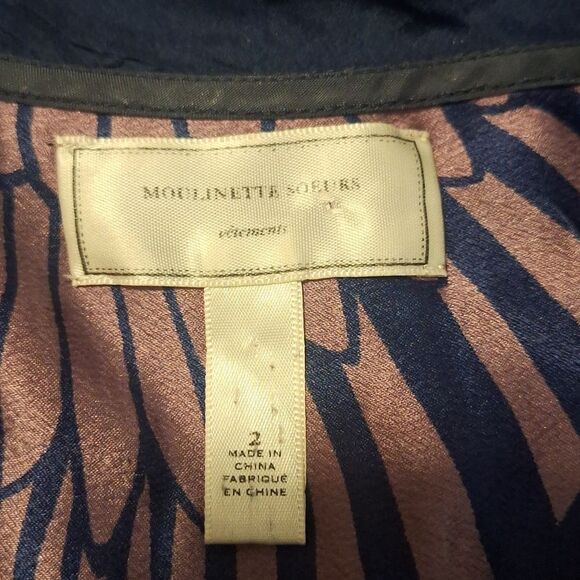 MOULINETTE SOEURS
vêtements
2
MADE IN
CHINA
FABRIQUÉ
EN CHINE